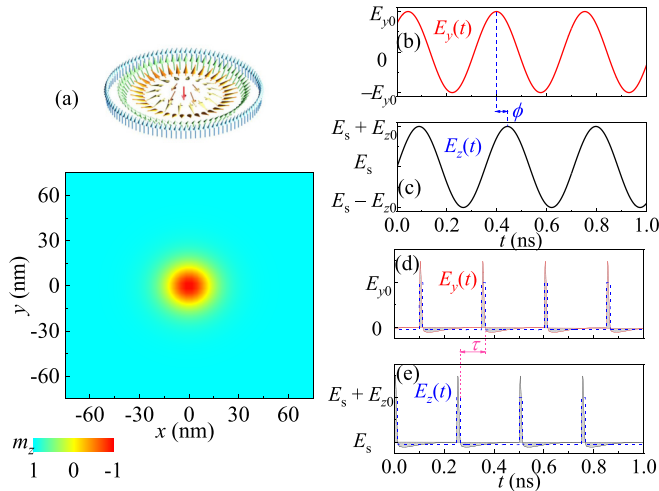 (a)
60
30
0
-30
-60
y (nm)
-60 -30 0 30 60
x (nm)
m_z
1 0 -1
(b)
E_y0
0
−E_y0
E_y(t)
ϕ
(c)
E_s + E_z0
E_s
E_s − E_z0
E_z(t)
0.0 0.2 0.4 0.6 0.8 1.0
t (ns)
(d)
E_y0
0
E_y(t)
τ
(e)
E_s + E_z0
E_s
E_z(t)
0.0 0.2 0.4 0.6 0.8 1.0
t (ns)